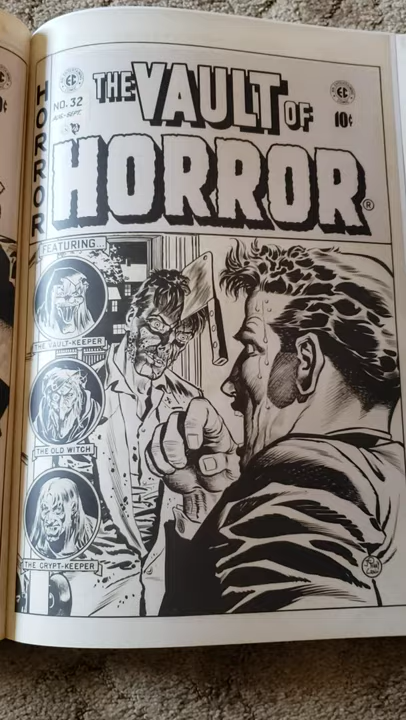 HORROR
NO. 32
AUG.-SEPT.
THE VAULT OF
HORROR®
EC
EC
10¢
FEATURING...
THE VAULT-KEEPER
THE OLD WITCH
THE CRYPT-KEEPER